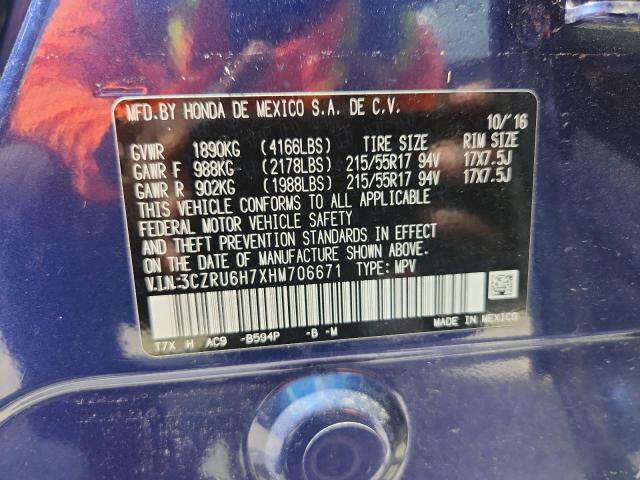 MFD.BY HONDA DE MEXICO S.A. DE C.V.
10/'16
GVWR 1890KG (4166LBS) TIRE SIZE RIM SIZE
GAWR F 988KG (2178LBS) 215/55R17 94V 17X7.5J
GAWR R 902KG (1988LBS) 215/55R17 94V 17X7.5J
THIS VEHICLE CONFORMS TO ALL APPLICABLE
FEDERAL MOTOR VEHICLE SAFETY
AND THEFT PREVENTION STANDARDS IN EFFECT
ON THE DATE OF MANUFACTURE SHOWN ABOVE.
V.I.N.:3CZRU6H7XHM706671 TYPE: MPV
T7X H AC9 -B594P -B -M
MADE IN MEXICO